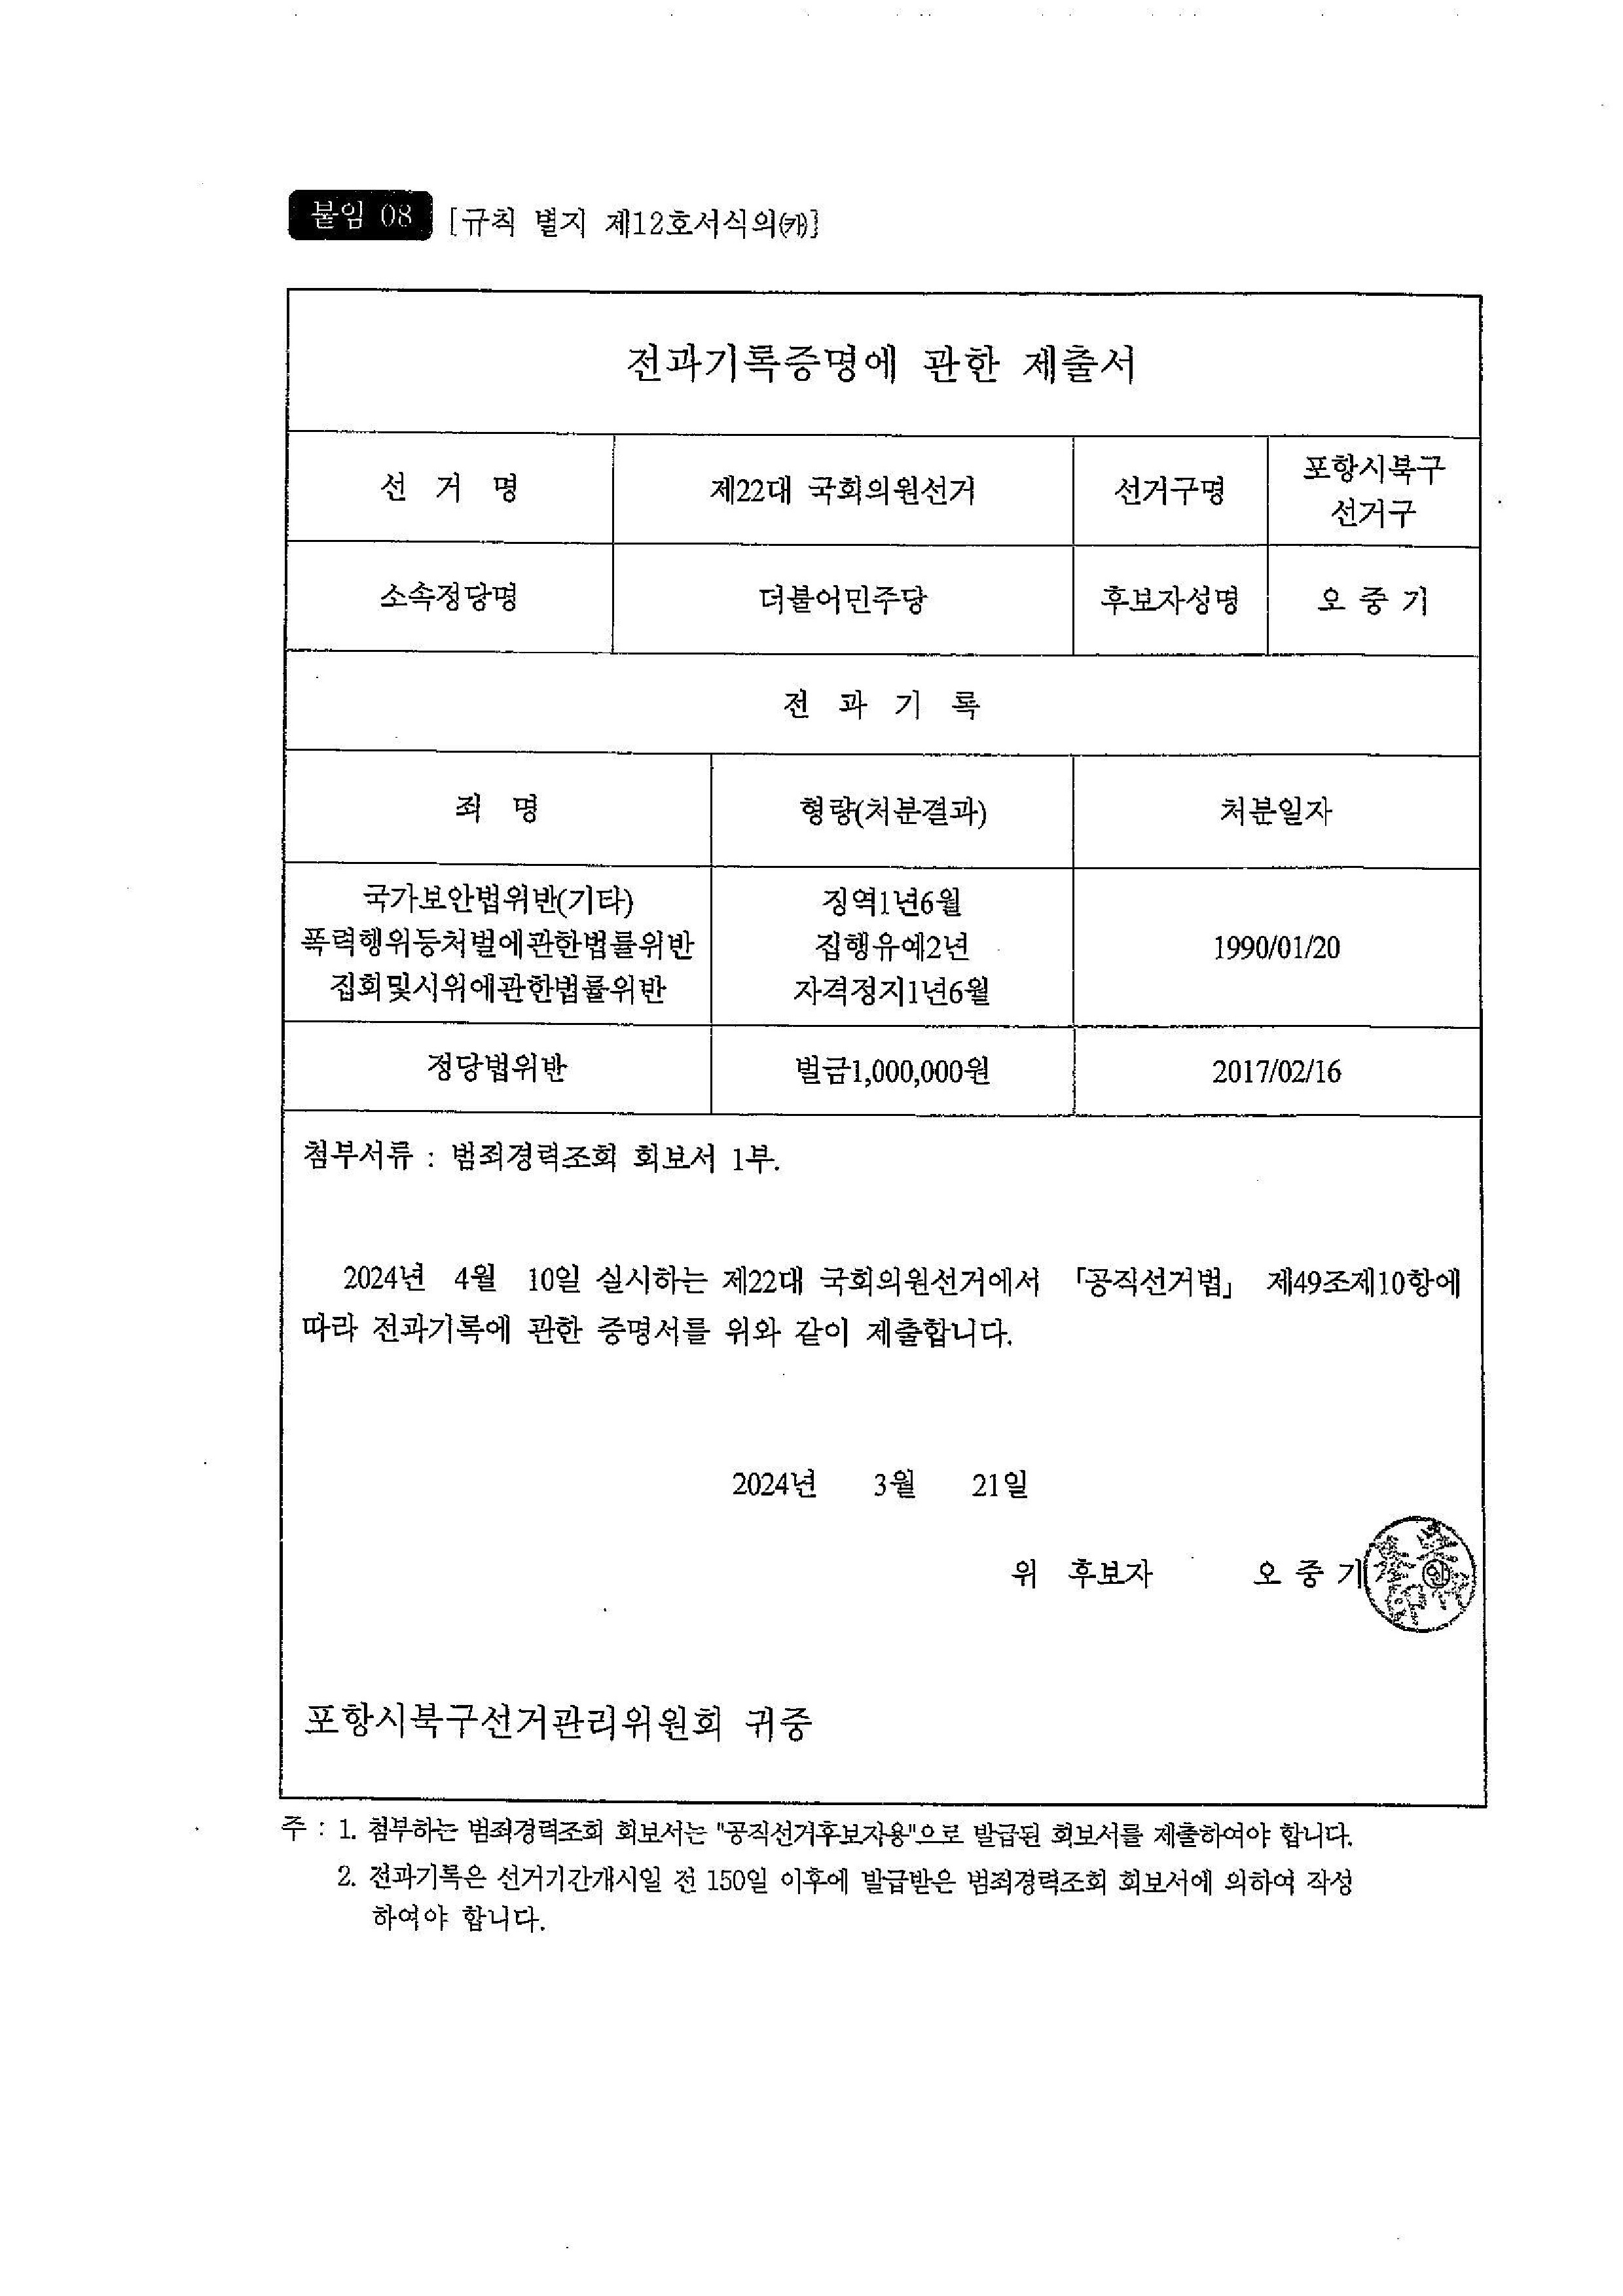 붙임 08 [규칙 별지 제12호서식의㈎]
전과기록증명에 관한 제출서
선 거 명 제22대 국회의원선거 선거구명 포항시북구
선거구
소속정당명 더불어민주당 후보자성명 오 중 기
전 과 기 록
죄 명 형량(처분결과) 처분일자
국가보안법위반(기타) 징역1년6월
폭력행위등처벌에관한법률위반 집행유예2년 1990/01/20
집회및시위에관한법률위반 자격정지1년6월
정당법위반 벌금1,000,000원 2017/02/16
첨부서류 : 범죄경력조회 회보서 1부.
2024년 4월 10일 실시하는 제22대 국회의원선거에서 「공직선거법」 제49조제10항에
따라 전과기록에 관한 증명서를 위와 같이 제출합니다.
2024년 3월 21일
위 후보자 오 중 기 ㊞
포항시북구선거관리위원회 귀중
주 : 1. 첨부하는 범죄경력조회 회보서는 "공직선거후보자용"으로 발급된 회보서를 제출하여야 합니다.
2. 전과기록은 선거기간개시일 전 150일 이후에 발급받은 범죄경력조회 회보서에 의하여 작성
하여야 합니다.